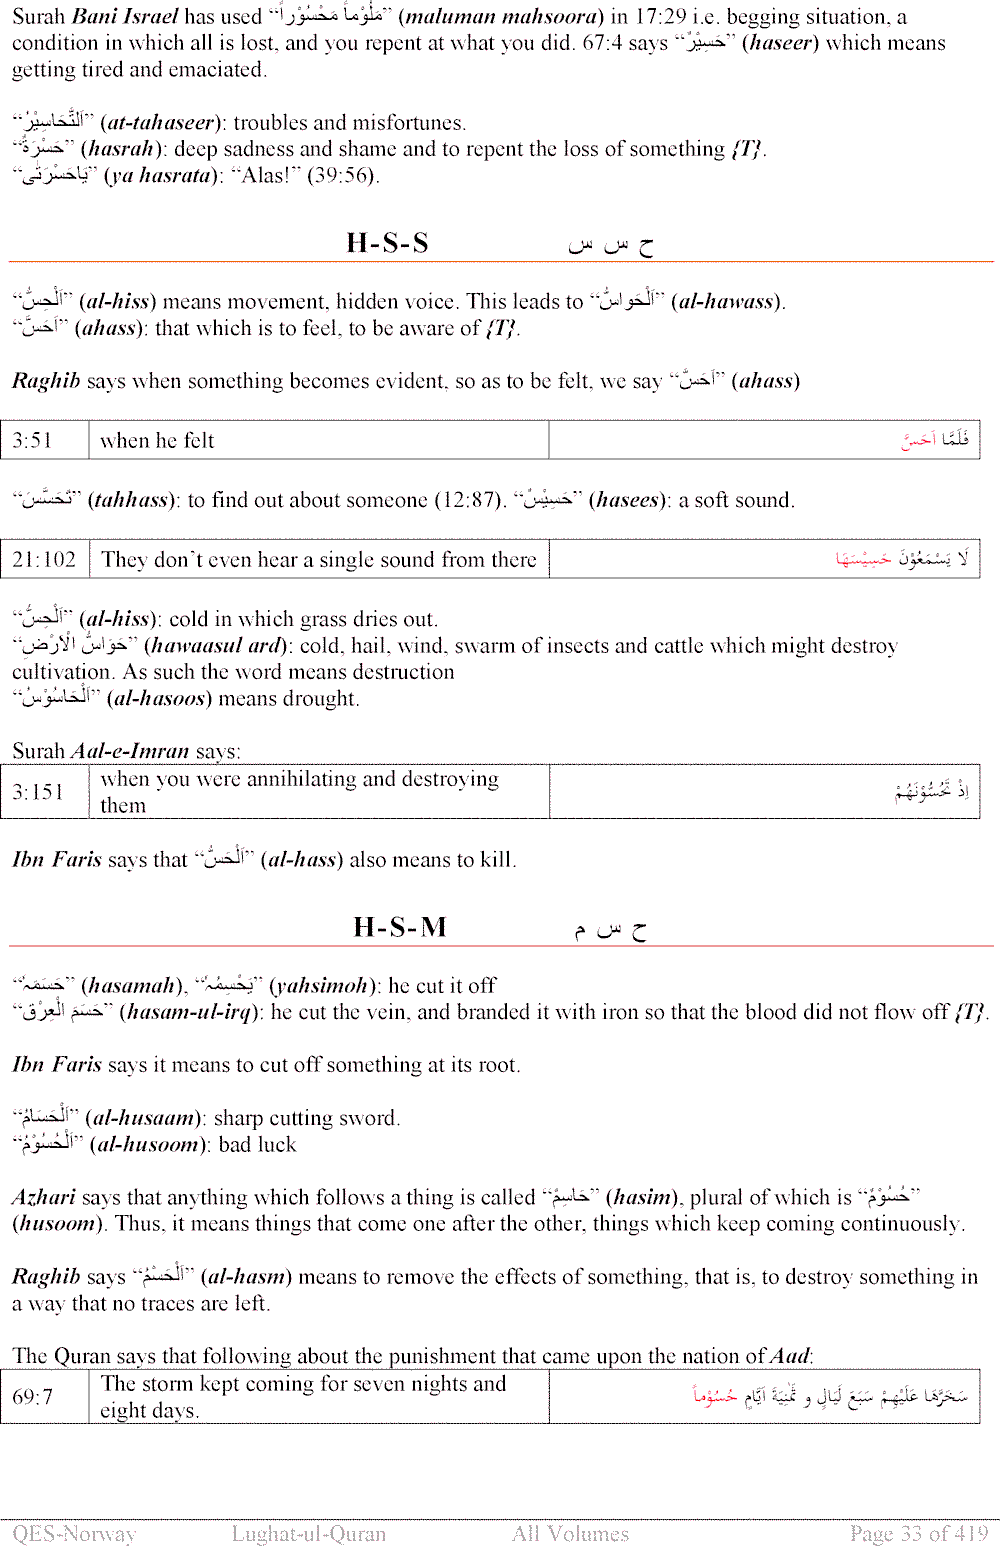 Surah Bani Israel has used “مَلُوْماً مَحْسُوْراً” (maluman mahsoora) in 17:29 i.e. begging situation, a
condition in which all is lost, and you repent at what you did. 67:4 says “حَسِيْرٌ” (haseer) which means
getting tired and emaciated.
“اَلتَّحَاسِيْرُ” (at-tahaseer): troubles and misfortunes.
“حَسْرَةٌ” (hasrah): deep sadness and shame and to repent the loss of something {T}.
“يَاحَسْرَتٰى” (ya hasrata): “Alas!” (39:56).
H-S-S ح س س
“اَلْحِسُّ” (al-hiss) means movement, hidden voice. This leads to “اَلْحَوَاسُّ” (al-hawass).
“اَحَسَّ” (ahass): that which is to feel, to be aware of {T}.
Raghib says when something becomes evident, so as to be felt, we say “اَحَسَّ” (ahass)
3:51 when he felt فَلَمَّا اَحَسَّ
“تَحَسَّسَ” (tahhass): to find out about someone (12:87). “حَسِيْسٌ” (hasees): a soft sound.
21:102 They don’t even hear a single sound from there لَا يَسْمَعُوْنَ حَسِيْسَهَا
“اَلْحِسُّ” (al-hiss): cold in which grass dries out.
“حَوَاسُّ الْاَرْضِ” (hawaasul ard): cold, hail, wind, swarm of insects and cattle which might destroy
cultivation. As such the word means destruction
“اَلْحَاسُوْسُ” (al-hasoos) means drought.
Surah Aal-e-Imran says:
3:151 when you were annihilating and destroying them اِذْ تَحُسُّوْنَهُمْ
Ibn Faris says that “اَلْحَسُّ” (al-hass) also means to kill.
H-S-M ح س م
“حَسَمَہٗ” (hasamah), “يَحْسِمُہٗ” (yahsimoh): he cut it off
“حَسَمَ الْعِرْقَ” (hasam-ul-irq): he cut the vein, and branded it with iron so that the blood did not flow off {T}.
Ibn Faris says it means to cut off something at its root.
“اَلْحُسَامُ” (al-husaam): sharp cutting sword.
“اَلْحُسُوْمُ” (al-husoom): bad luck
Azhari says that anything which follows a thing is called “حَاسِمٌ” (hasim), plural of which is “حُسُوْمٌ”
(husoom). Thus, it means things that come one after the other, things which keep coming continuously.
Raghib says “اَلْحَسْمُ” (al-hasm) means to remove the effects of something, that is, to destroy something in
a way that no traces are left.
The Quran says that following about the punishment that came upon the nation of Aad:
69:7 The storm kept coming for seven nights and eight days. سَخَّرَهَا عَلَيْهِمْ سَبَعَ لَيَالٍ و ثَمٰنِيَةَ اَيَّامٍ حُسُوْماً
QES-Norway Lughat-ul-Quran All Volumes Page 33 of 419